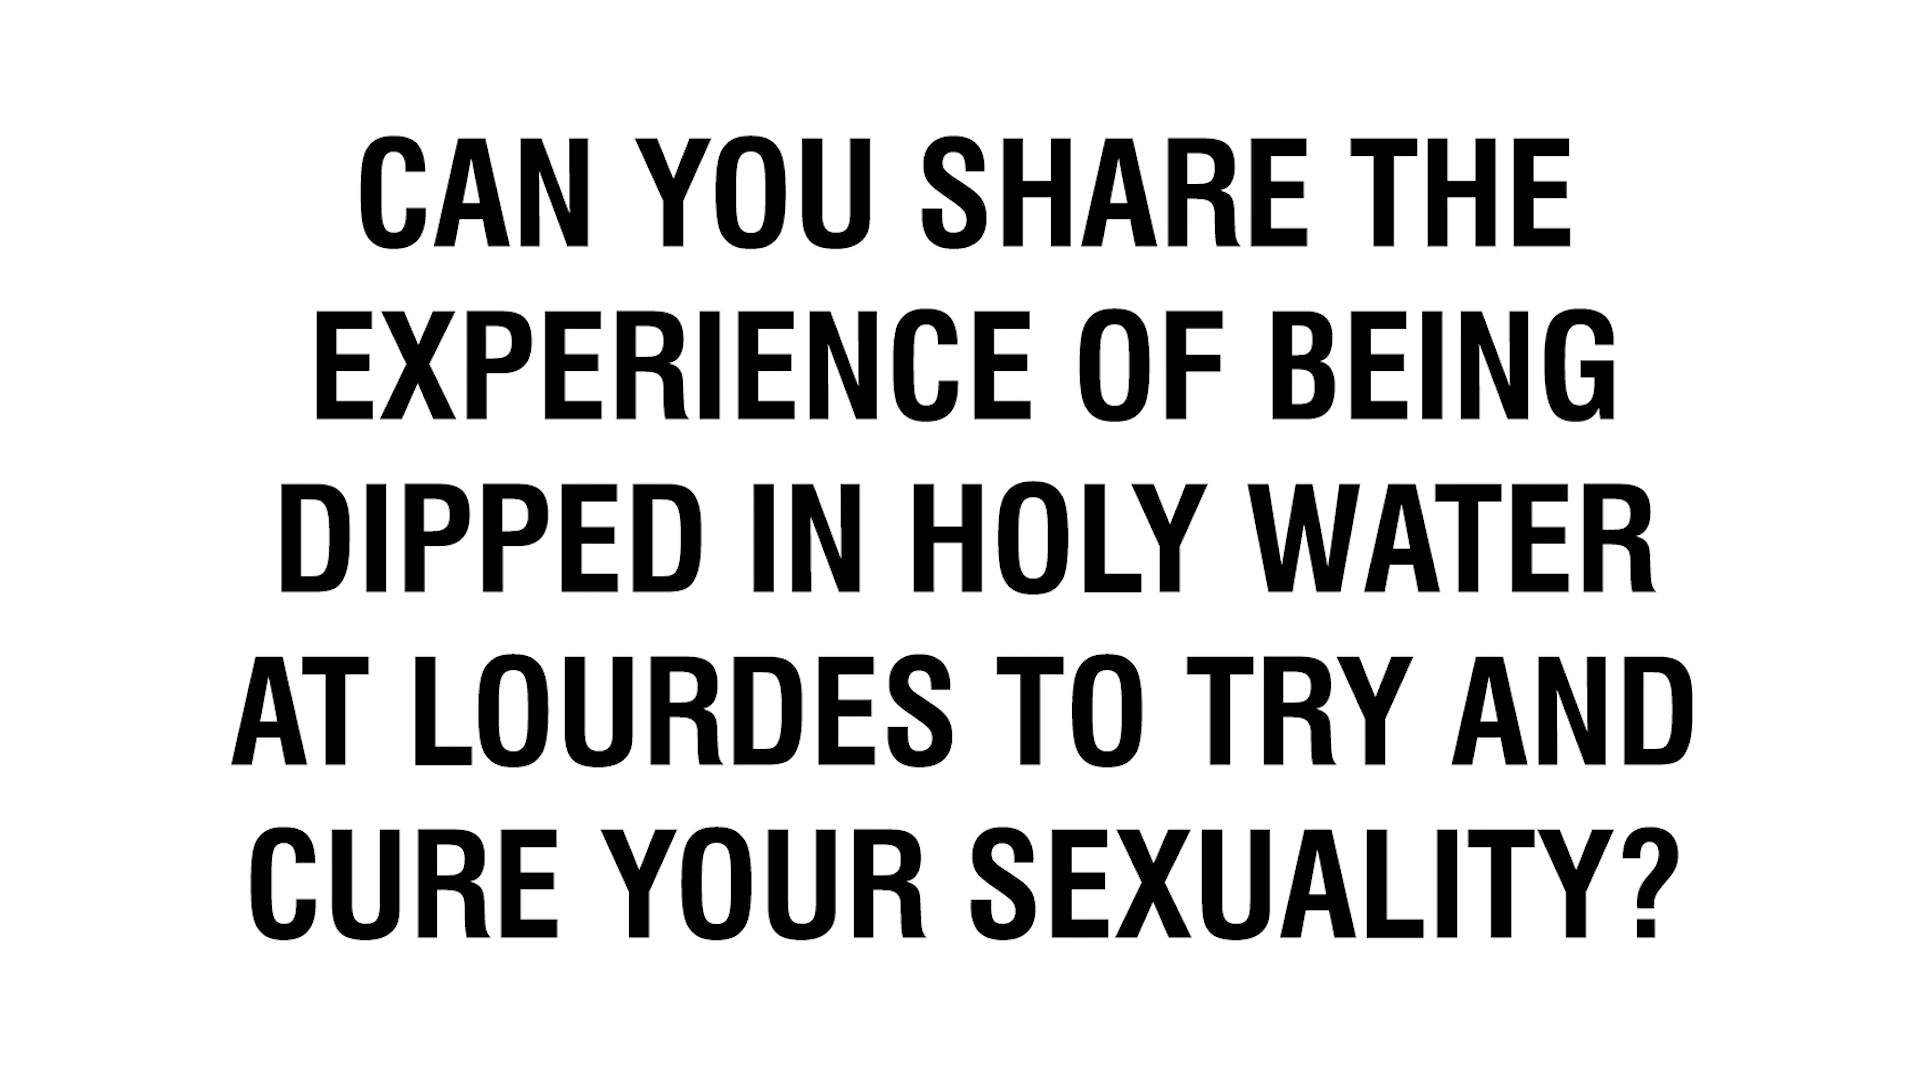 CAN YOU SHARE THE
EXPERIENCE OF BEING
DIPPED IN HOLY WATER
AT LOURDES TO TRY AND
CURE YOUR SEXUALITY?